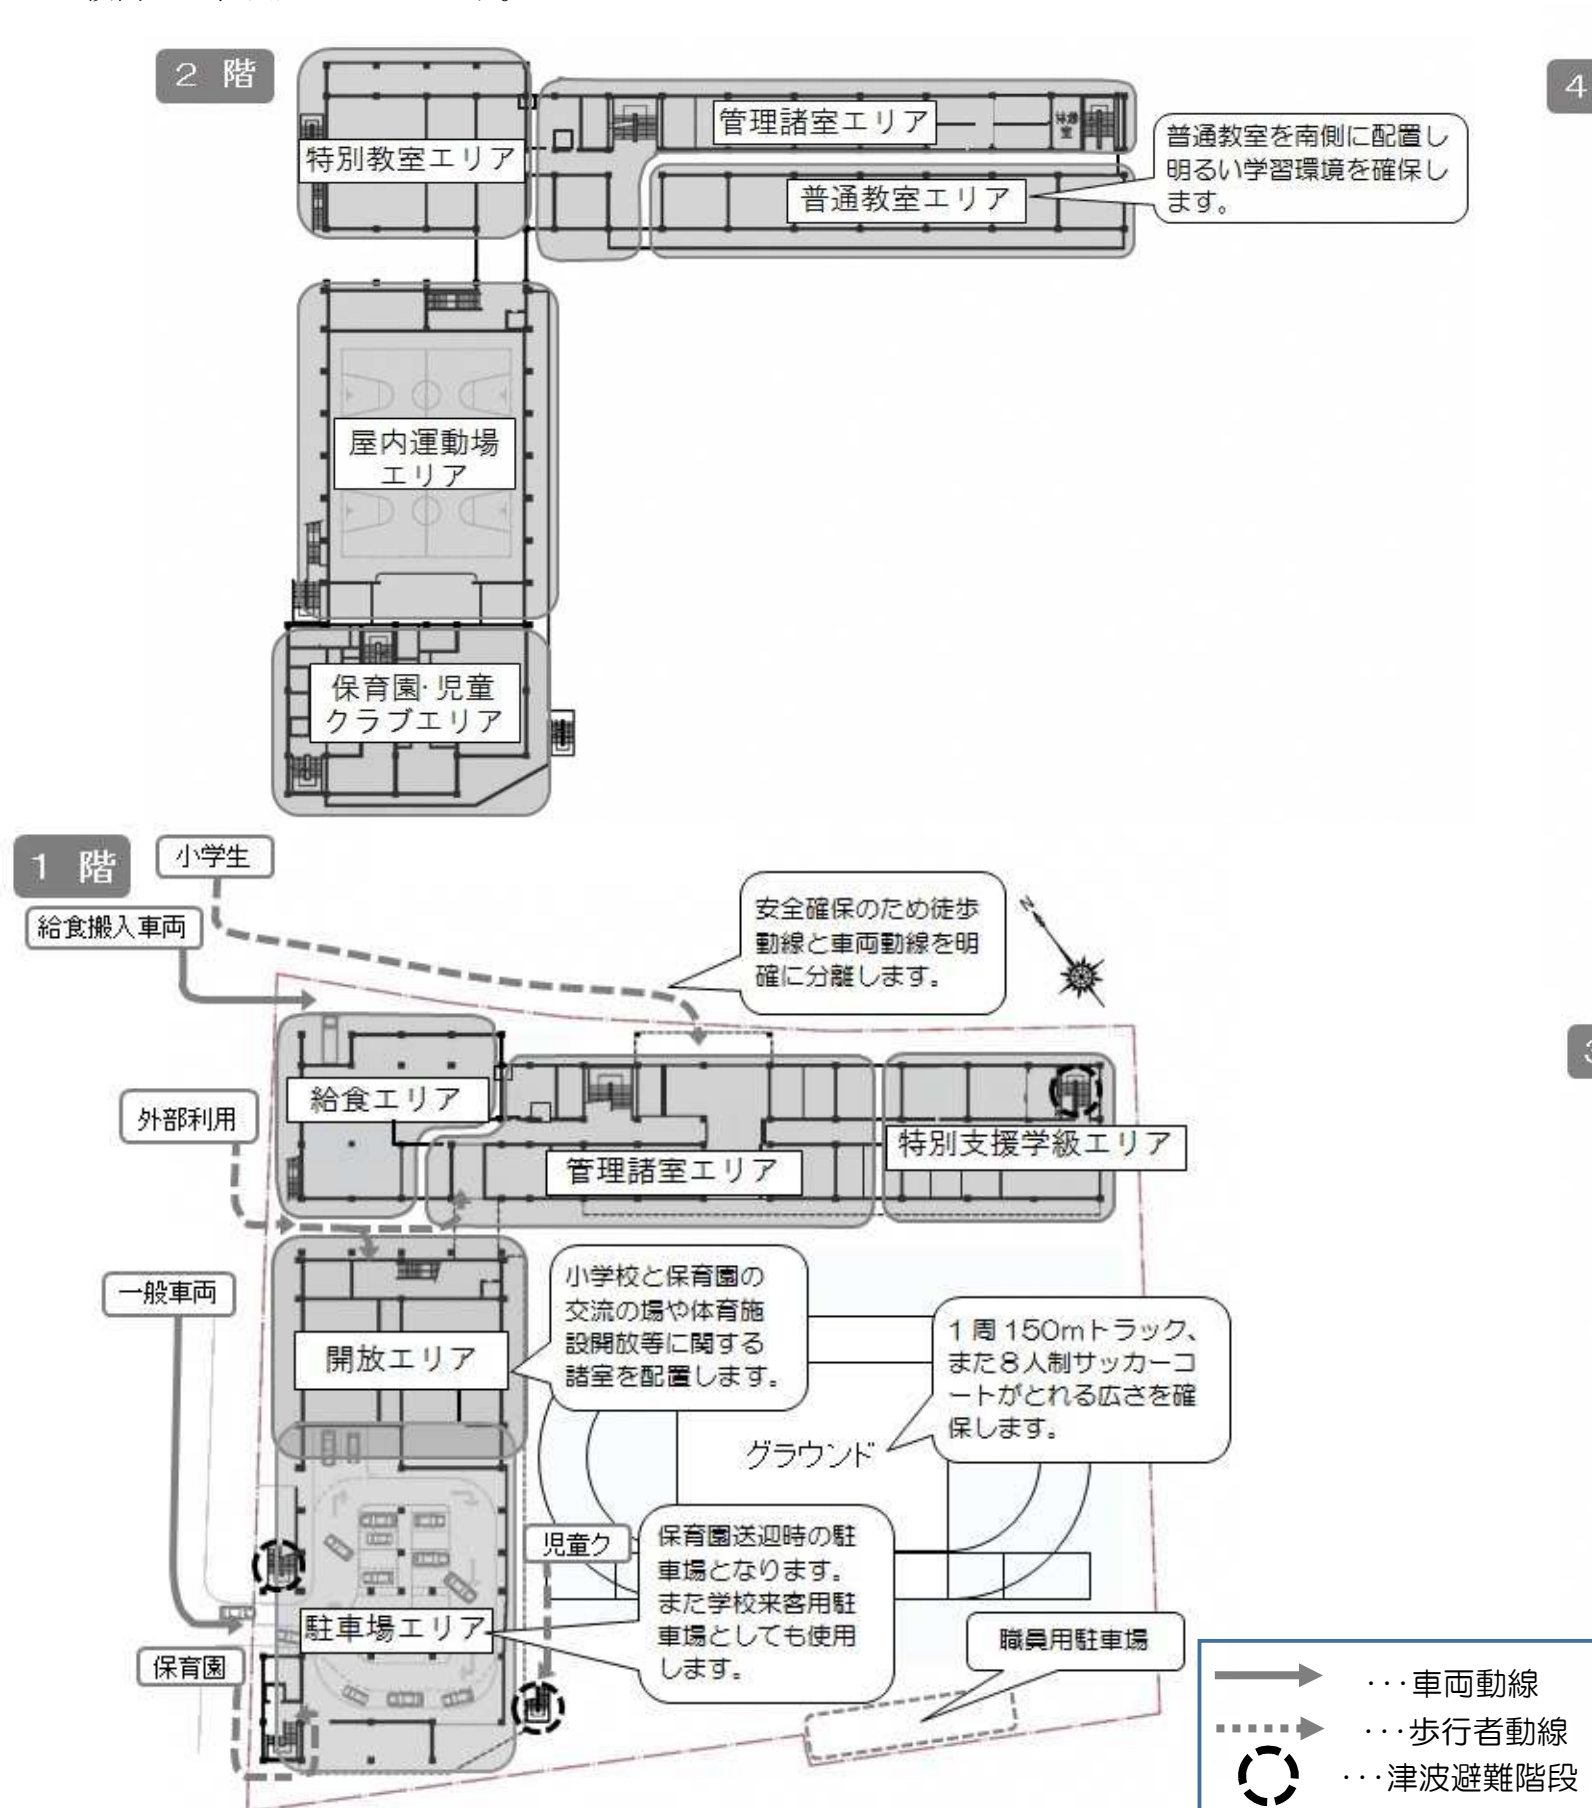 2 階
4
特別教室エリア
管理諸室エリア
普通教室エリア
普通教室を南側に配置し
明るい学習環境を確保し
ます。
屋内運動場
エリア
保育園・児童
クラブエリア
1 階
小学生
給食搬入車両
安全確保のため徒歩
動線と車両動線を明
確に分離します。
N
3
給食エリア
外部利用
管理諸室エリア
特別支援学級エリア
一般車両
開放エリア
小学校と保育園の
交流の場や体育施
設開放等に関する
諸室を配置します。
1周150mトラック、
また8人制サッカーコ
ートがとれる広さを確
保します。
グラウンド
児童ク
保育園送迎時の駐
車場となります。
また学校来客用駐
車場としても使用
します。
駐車場エリア
保育園
職員用駐車場
･･･車両動線
･･･歩行者動線
･･･津波避難階段